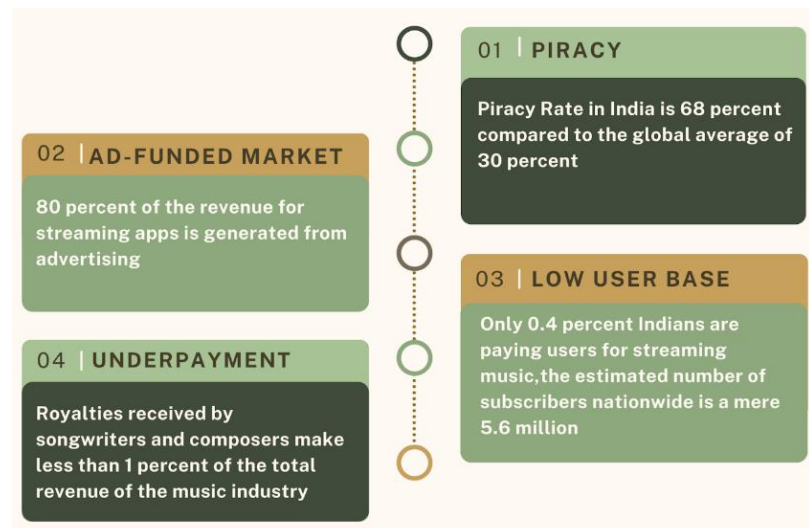 01 | PIRACY
Piracy Rate in India is 68 percent
compared to the global average of
30 percent
02 | AD-FUNDED MARKET
80 percent of the revenue for
streaming apps is generated from
advertising
03 | LOW USER BASE
Only 0.4 percent Indians are
paying users for streaming
music,the estimated number of
subscribers nationwide is a mere
5.6 million
04 | UNDERPAYMENT
Royalties received by
songwriters and composers make
less than 1 percent of the total
revenue of the music industry